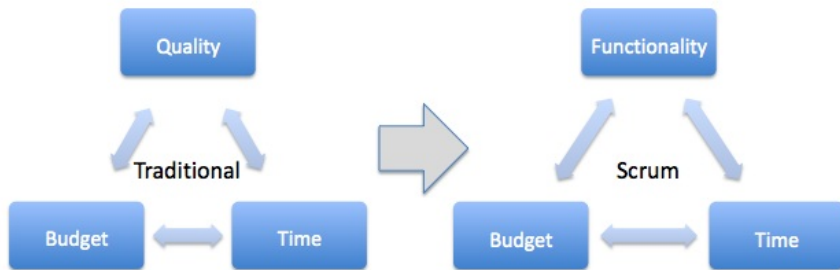 Quality
Functionality
Traditional
Scrum
Budget
Time
Budget
Time